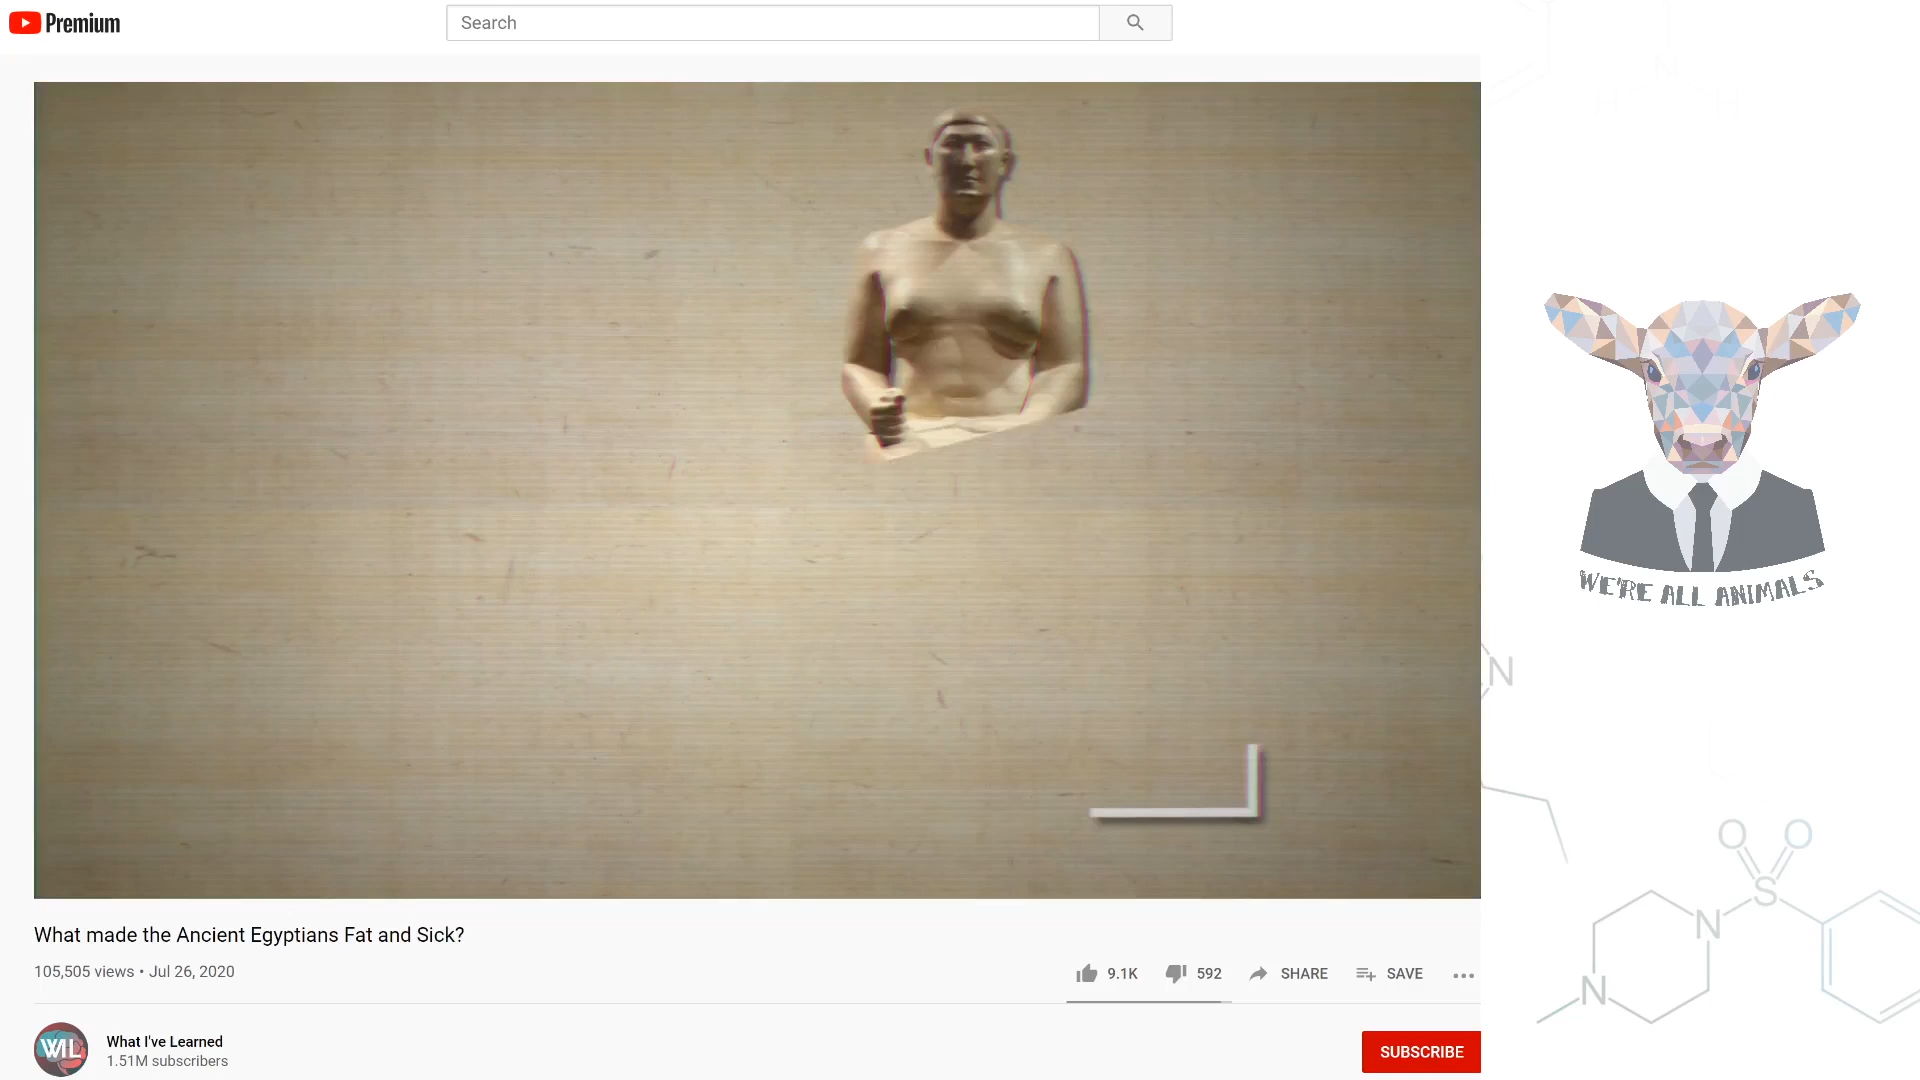 Premium
Search
What made the Ancient Egyptians Fat and Sick?
105,505 views • Jul 26, 2020
9.1K
592
SHARE
SAVE
WIL
What I've Learned
1.51M subscribers
SUBSCRIBE
WE'RE ALL ANIMALS
N
O O
S
N
N